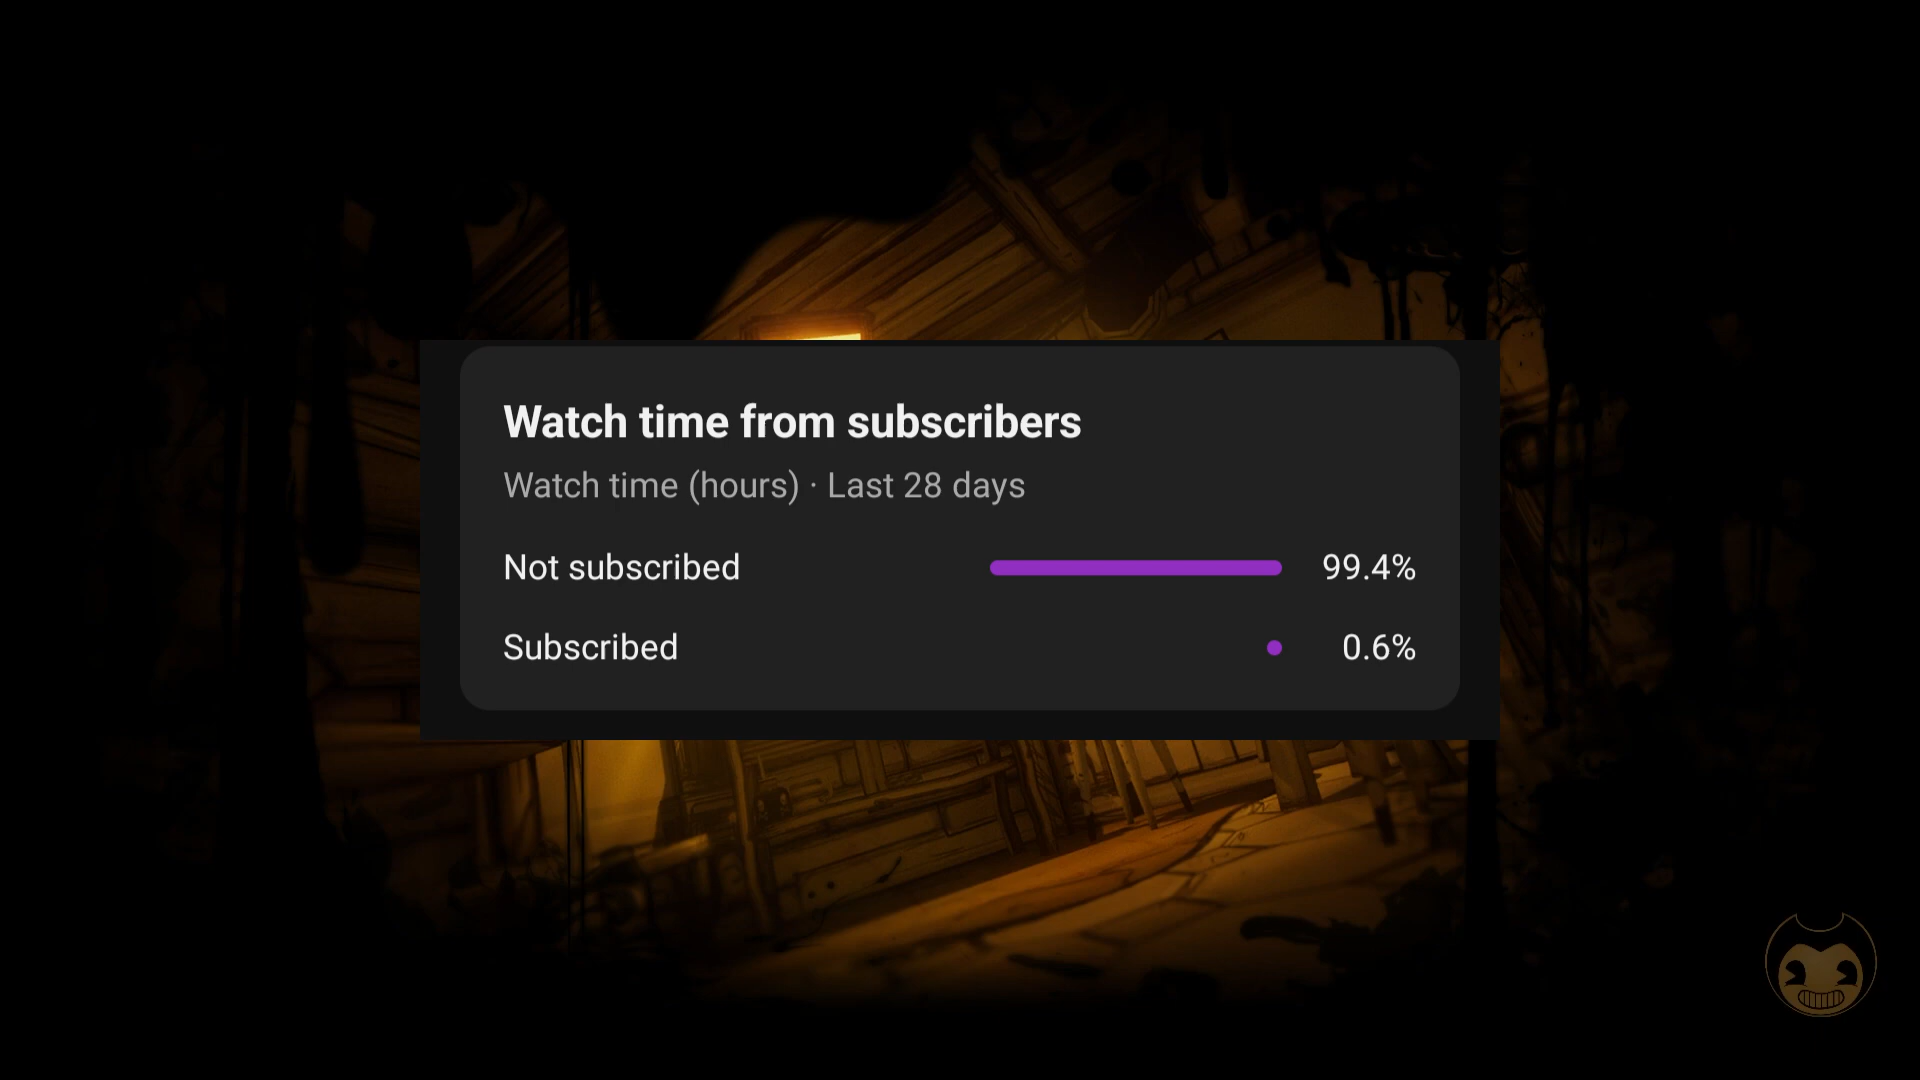 Watch time from subscribers
Watch time (hours) · Last 28 days
Not subscribed 99.4%
Subscribed 0.6%